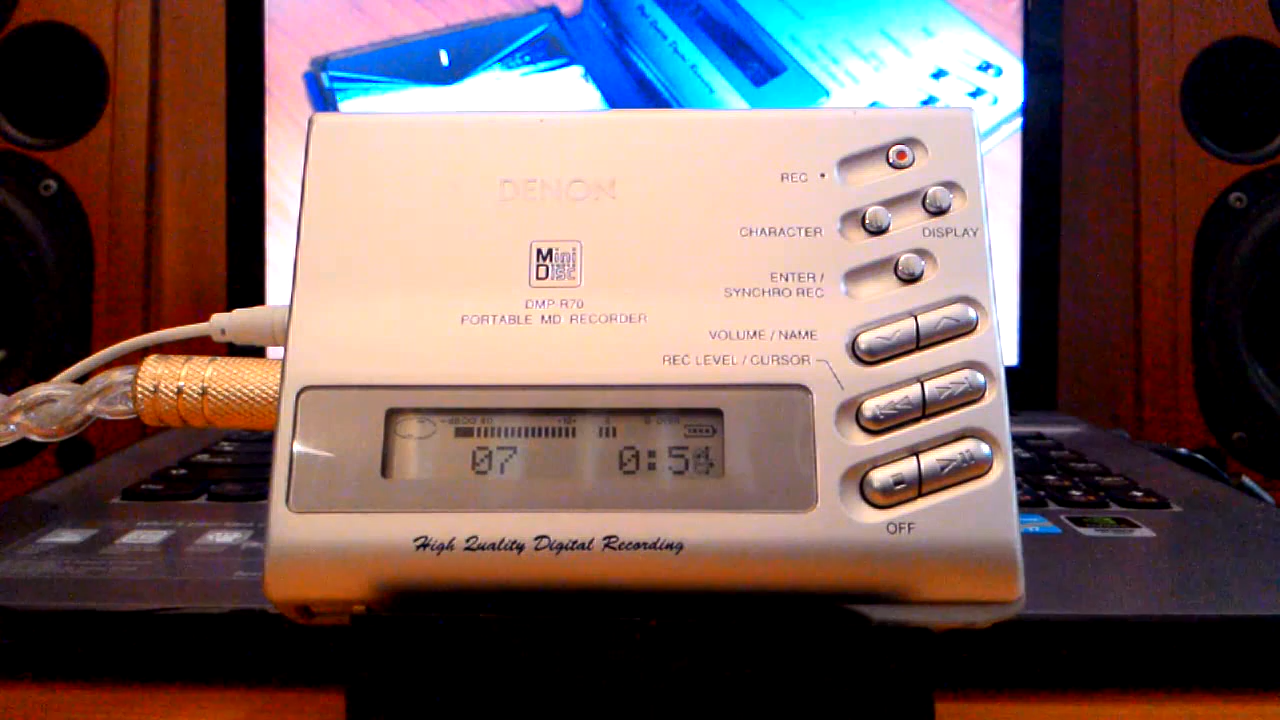 REC
DENON
CHARACTER
DISPLAY
Mini
Disc
ENTER /
SYNCHRO REC
DMP-R70
PORTABLE MD RECORDER
VOLUME / NAME
REC LEVEL / CURSOR
07
OFF
High Quality Digital Recording